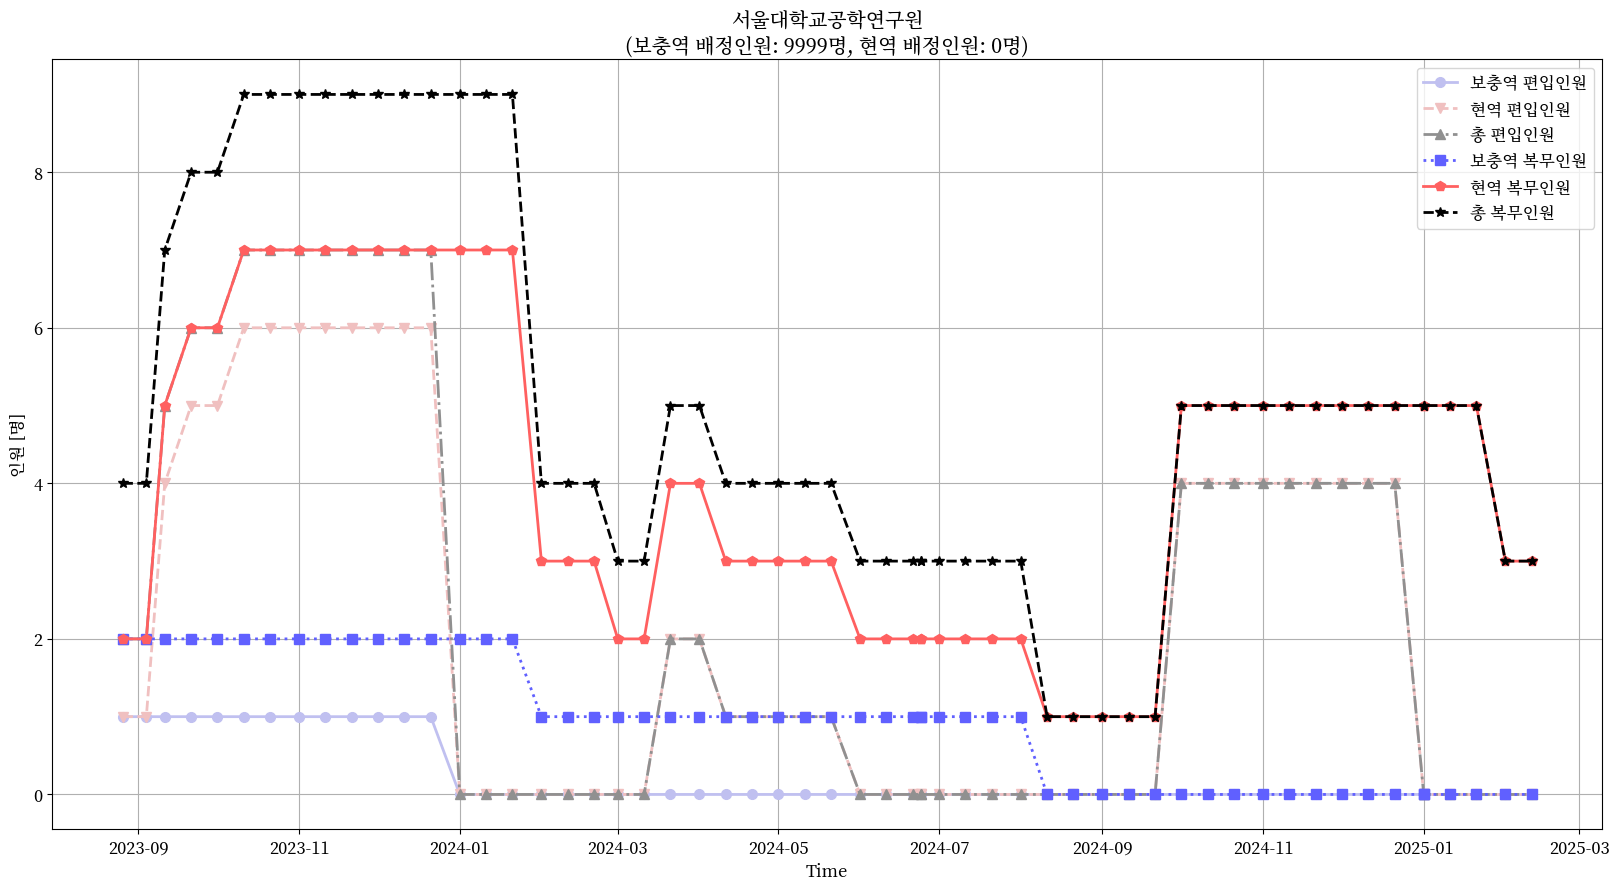 서울대학교공학연구원
(보충역 배정인원: 9999명, 현역 배정인원: 0명)
보충역 편입인원
현역 편입인원
총 편입인원
보충역 복무인원
현역 복무인원
총 복무인원
인원 [명]
8
6
4
2
0
2023-09
2023-11
2024-01
2024-03
2024-05
2024-07
2024-09
2024-11
2025-01
2025-03
Time